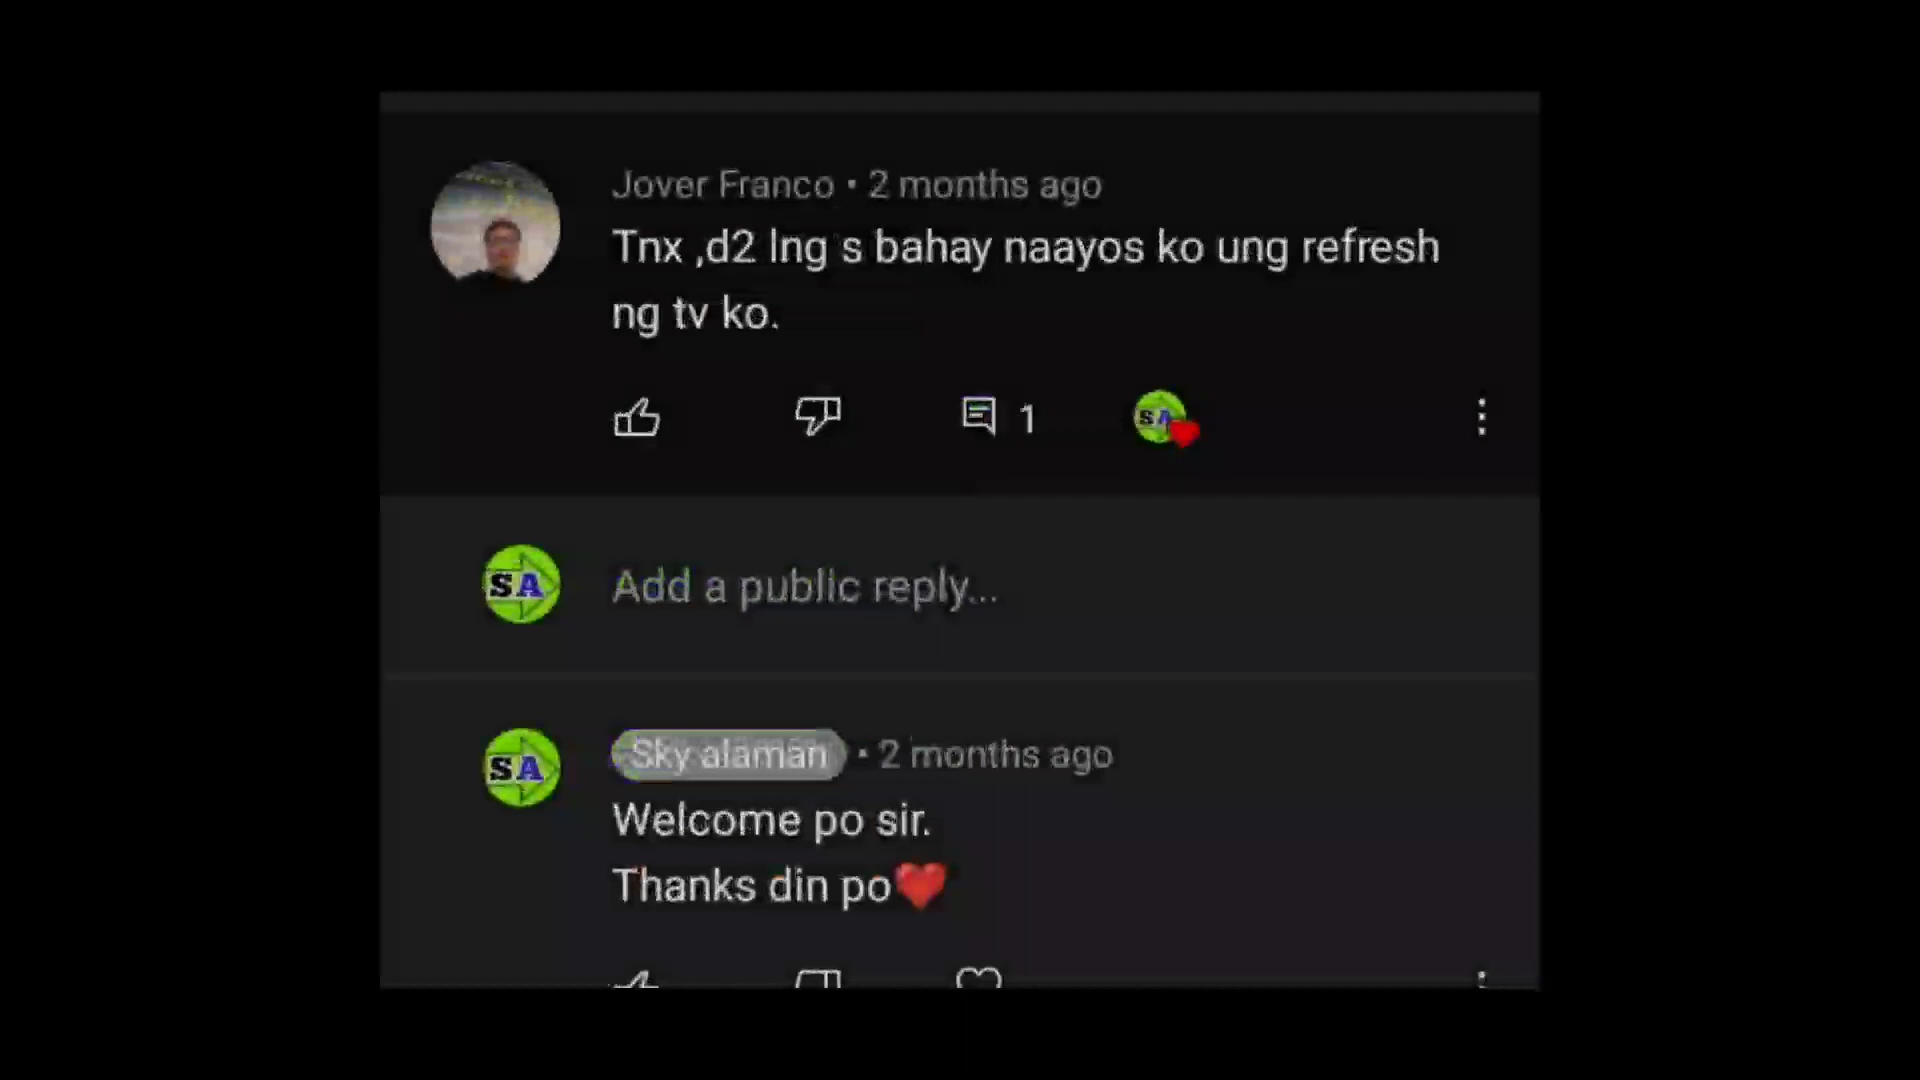 Jover Franco • 2 months ago
Tnx ,d2 lng s bahay naayos ko ung refresh
ng tv ko.
1
SA
SA
Add a public reply...
SA
Sky alaman • 2 months ago
Welcome po sir.
Thanks din po❤️